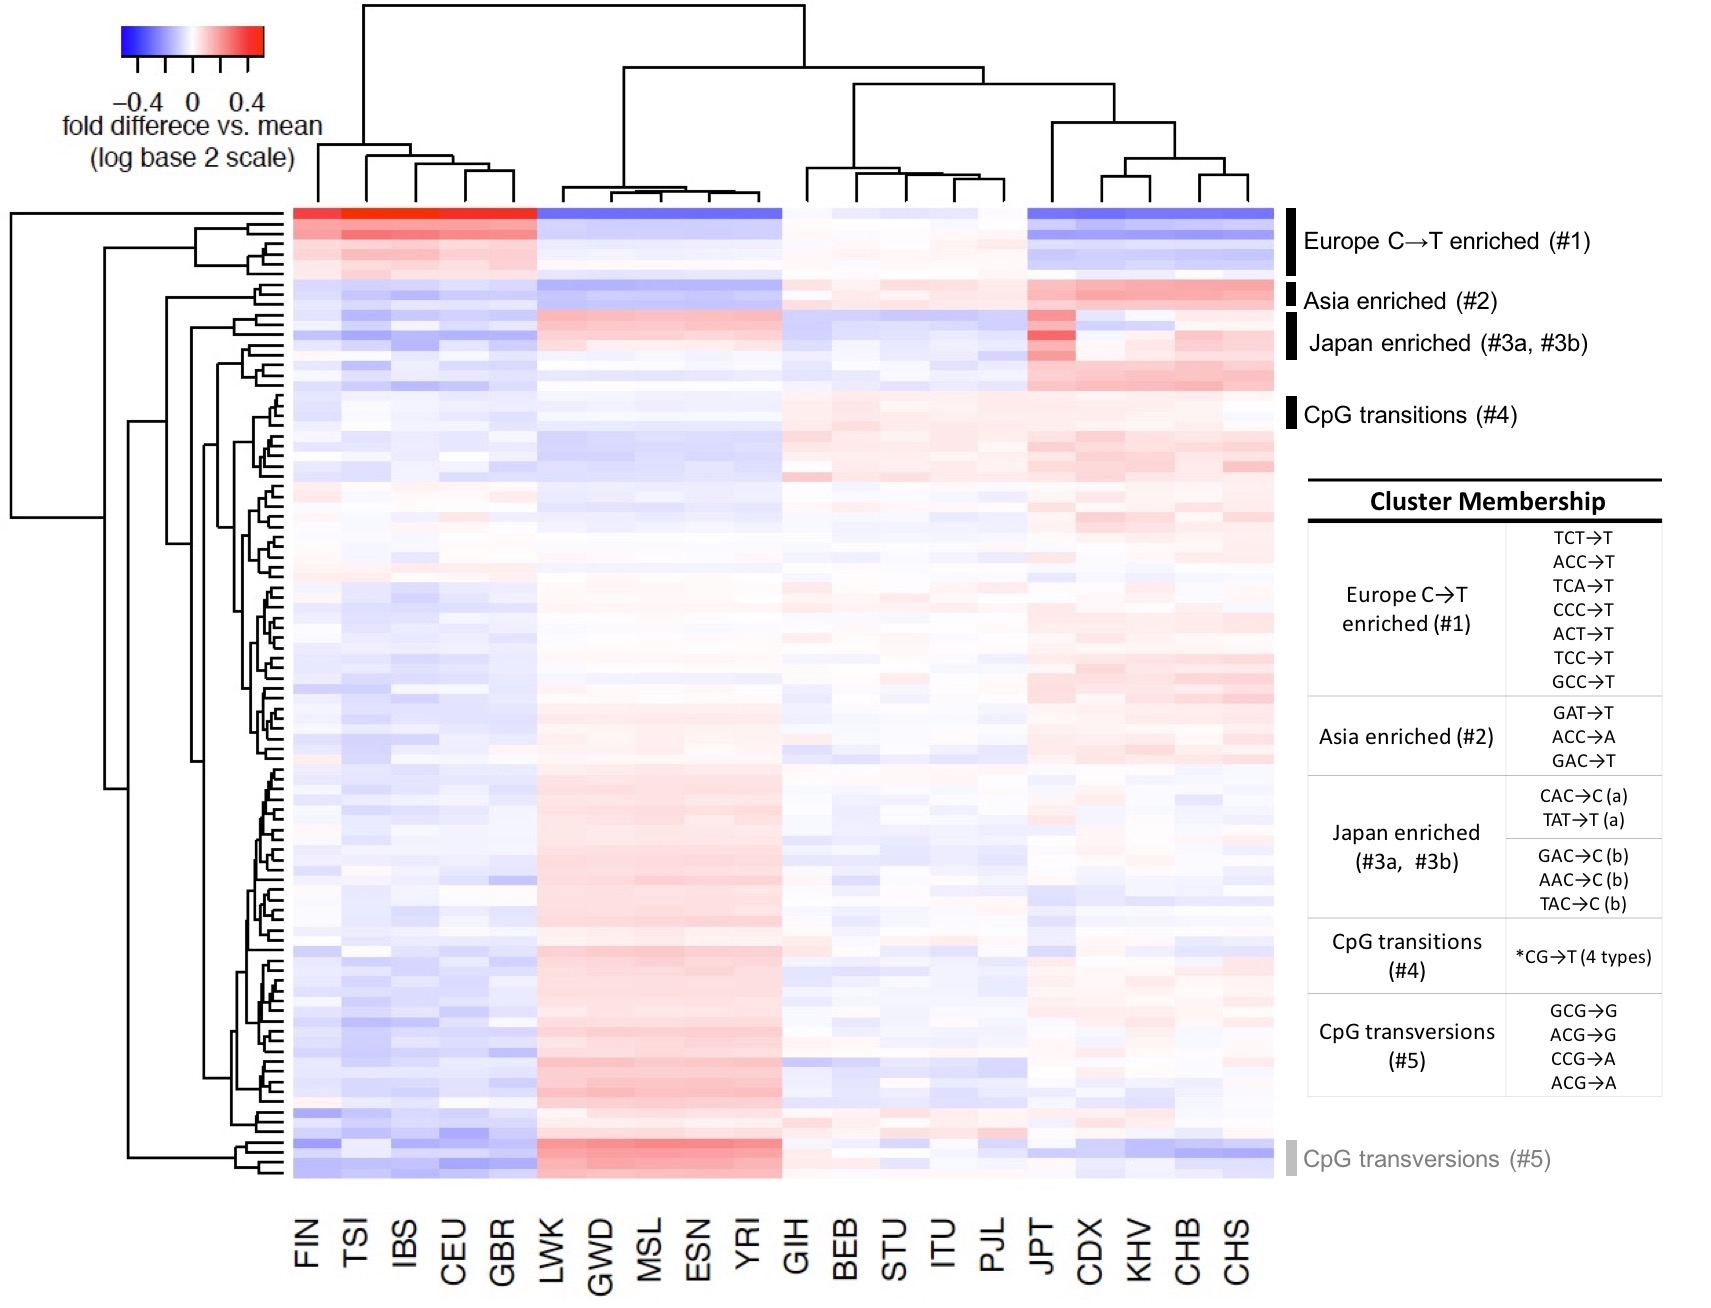 −0.4 0 0.4
fold differece vs. mean
(log base 2 scale)
Europe C→T enriched (#1)
Asia enriched (#2)
Japan enriched (#3a, #3b)
CpG transitions (#4)
Cluster Membership
Europe C→T
enriched (#1)
TCT→T
ACC→T
TCA→T
CCC→T
ACT→T
TCC→T
GCC→T
Asia enriched (#2)
GAT→T
ACC→A
GAC→T
Japan enriched
(#3a, #3b)
CAC→C (a)
TAT→T (a)
GAC→C (b)
AAC→C (b)
TAC→C (b)
CpG transitions
(#4)
*CG→T (4 types)
CpG transversions
(#5)
GCG→G
ACG→G
CCG→A
ACG→A
CpG transversions (#5)
FIN TSI IBS CEU GBR LWK GWD MSL ESN YRI GIH BEB STU ITU PJL JPT CDX KHV CHB CHS